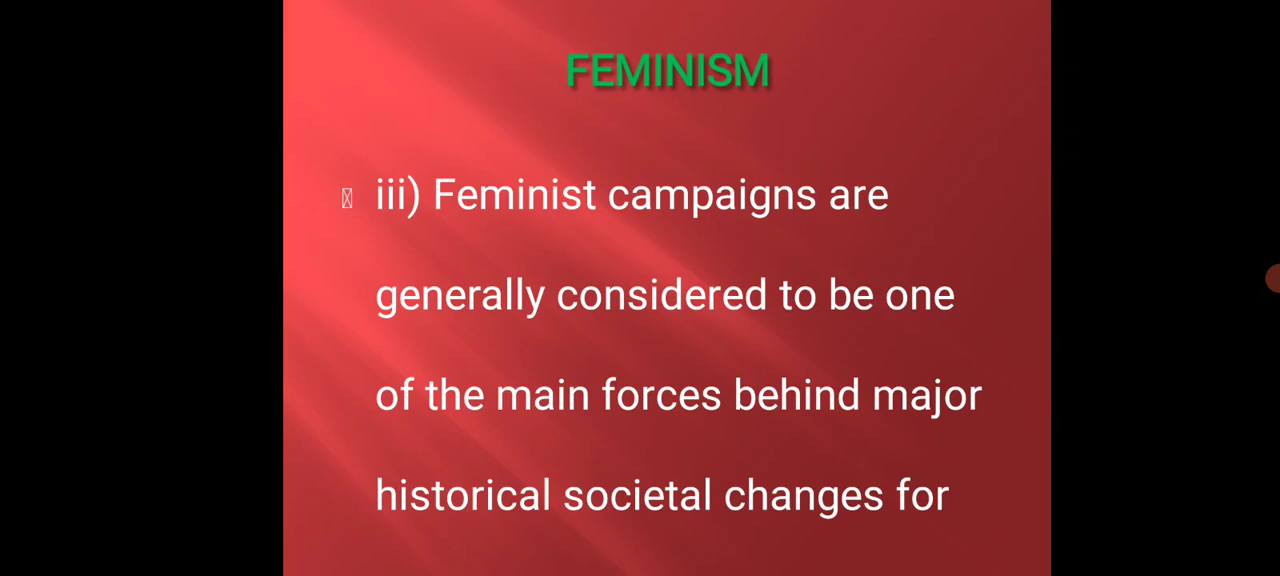 FEMINISM
iii) Feminist campaigns are
generally considered to be one
of the main forces behind major
historical societal changes for